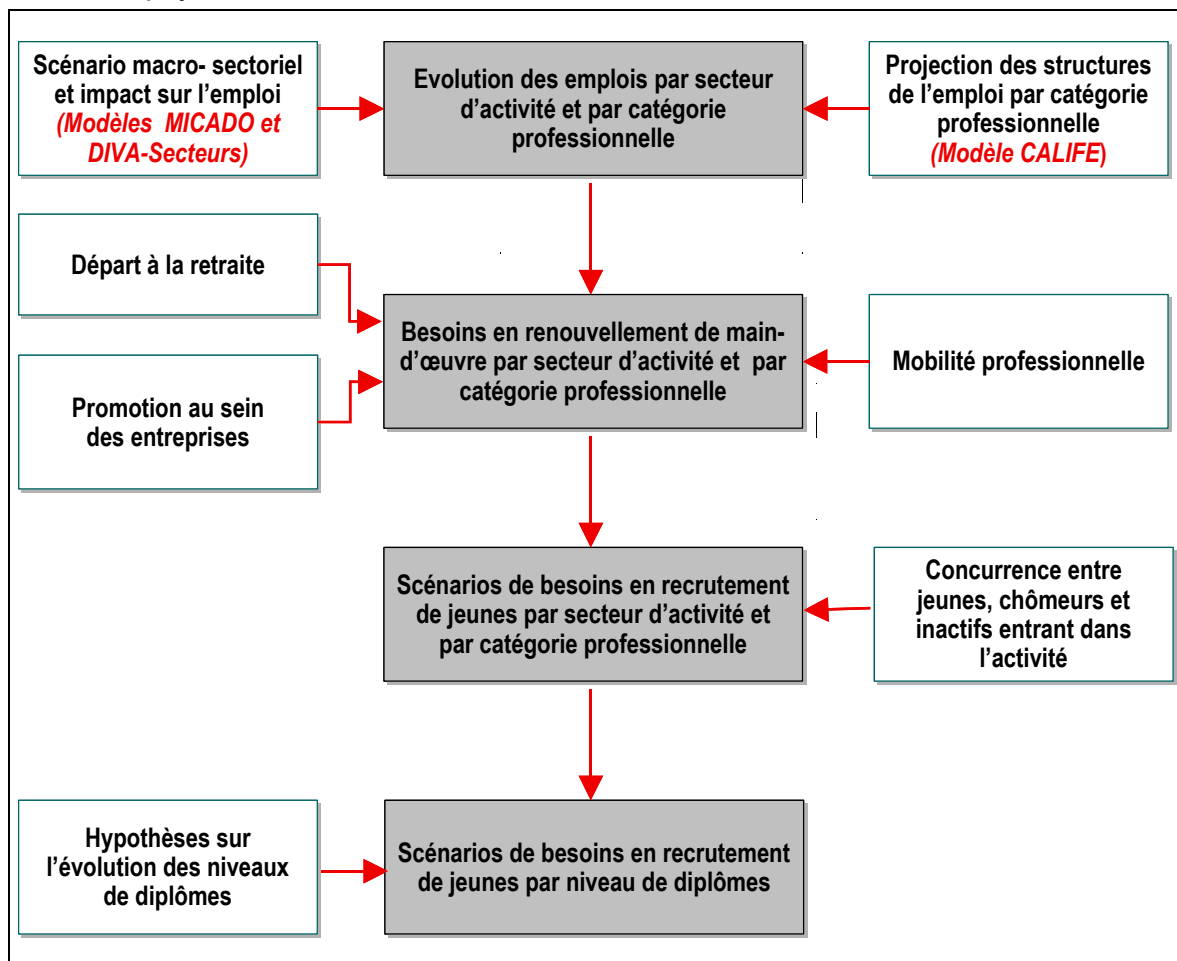 Scénario macro- sectoriel
et impact sur l'emploi
(Modèles MICADO et
DIVA-Secteurs)
Evolution des emplois par secteur
d'activité et par catégorie
professionnelle
Projection des structures
de l'emploi par catégorie
professionnelle
(Modèle CALIFE)
Départ à la retraite
Besoins en renouvellement de main-
d'œuvre par secteur d'activité et par
catégorie professionnelle
Mobilité professionnelle
Promotion au sein
des entreprises
Scénarios de besoins en recrutement
de jeunes par secteur d'activité et
par catégorie professionnelle
Concurrence entre
jeunes, chômeurs et
inactifs entrant dans
l'activité
Hypothèses sur
l'évolution des niveaux
de diplômes
Scénarios de besoins en recrutement
de jeunes par niveau de diplômes